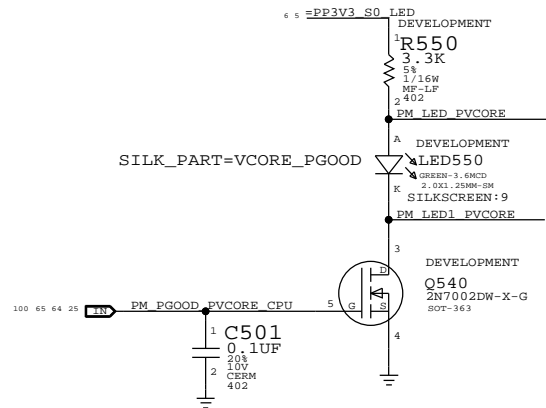 6 5 =PP3V3_S0_LED
DEVELOPMENT
1
R550
3.3K
5%
1/16W
MF-LF
402
2
PM_LED_PVCORE
A
DEVELOPMENT
SILK_PART=VCORE_PGOOD
LED550
GREEN-3.6MCD
2.0X1.25MM-SM
K
SILKSCREEN:9
PM_LED1_PVCORE
3
DEVELOPMENT
D
Q540
2N7002DW-X-G
SOT-363
100 65 64 25 IN PM_PGOOD_PVCORE_CPU 5 G S
4
1
C501
0.1UF
20%
10V
CERM
402
2